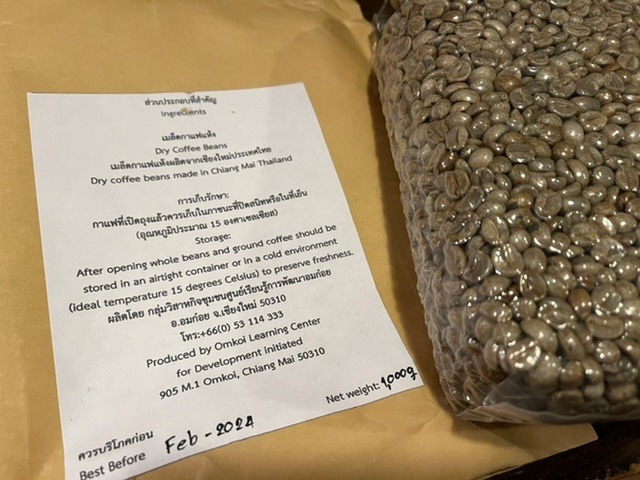 ส่วนประกอบที่สำคัญ
Ingredients
เมล็ดกาแฟแห้ง
Dry Coffee Beans
เมล็ดกาแฟแห้งผลิตจากเชียงใหม่ประเทศไทย
Dry coffee beans made in Chiang Mai Thailand
การเก็บรักษา:
กาแฟที่เปิดถุงแล้วควรเก็บในภาชนะที่ปิดสนิทหรือในที่เย็น
(อุณหภูมิประมาณ 15 องศาเซลเซียส)
Storage:
After opening whole beans and ground coffee should be
stored in an airtight container or in a cold environment
(ideal temperature 15 degrees Celsius) to preserve freshness.
ผลิตโดย กลุ่มวิสาหกิจชุมชนศูนย์เรียนรู้การพัฒนาอมก๋อย
อ.อมก๋อย จ.เชียงใหม่ 50310
โทร:+66(0) 53 114 333
Produced by Omkoi Learning Center
for Development initiated
905 M.1 Omkoi, Chiang Mai 50310
Net weight: 1,000g
ควรบริโภคก่อน
Best Before Feb - 2024